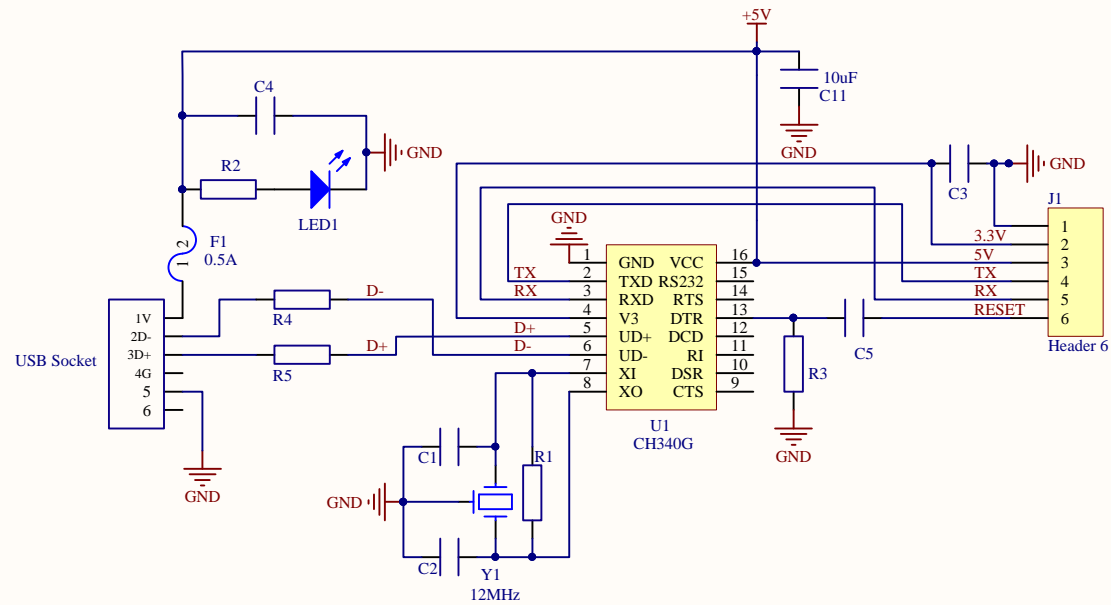 +5V
C4
10uF
C11
GND
GND
R2
LED1
C3
GND
J1
F1
0.5A
1
2
GND
1
2
3
4
5
6
7
8
GND
TXD
RXD
V3
UD+
UD-
XI
XO
VCC
RS232
RTS
DTR
DCD
RI
DSR
CTS
16
15
14
13
12
11
10
9
TX
RX
D+
D-
3.3V
5V
TX
RX
RESET
1
2
3
4
5
6
Header 6
D-
R4
D+
R5
USB Socket
1V
2D-
3D+
4G
5
6
GND
C5
R3
GND
U1
CH340G
C1
R1
GND
C2
Y1
12MHz